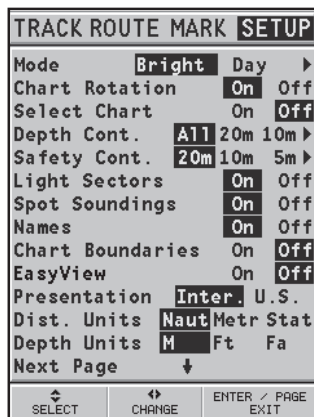 TRACK ROUTE MARK SETUP
Mode Bright Day ▶
Chart Rotation On Off
Select Chart On Off
Depth Cont. All 20m 10m ▶
Safety Cont. 20m 10m 5m ▶
Light Sectors On Off
Spot Soundings On Off
Names On Off
Chart Boundaries On Off
EasyView On Off
Presentation Inter. U.S.
Dist. Units Naut Metr Stat
Depth Units M Ft Fa
Next Page ↓
SELECT CHANGE ENTER / PAGE
EXIT